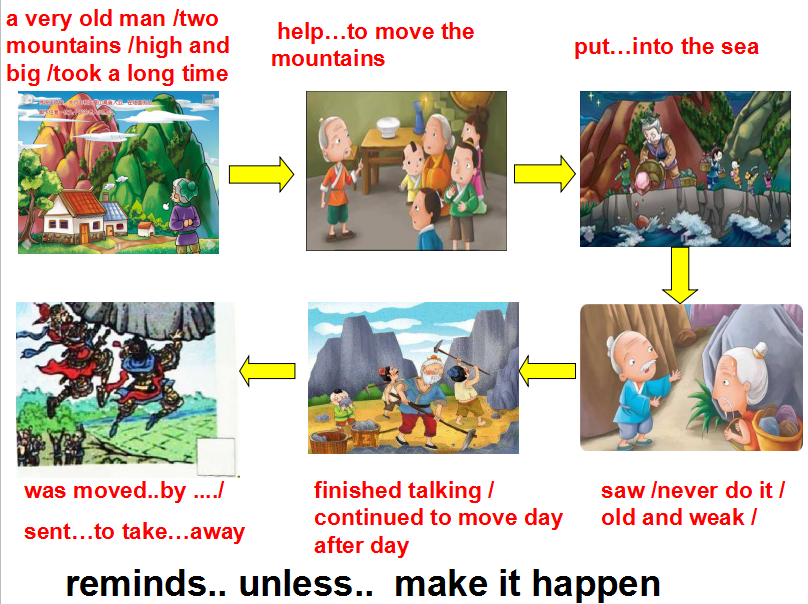 a very old man /two
mountains /high and
big /took a long time
help…to move the
mountains
put…into the sea
saw /never do it /
old and weak /
finished talking /
continued to move day
after day
was moved..by ..../
sent…to take…away
reminds.. unless..  make it happen